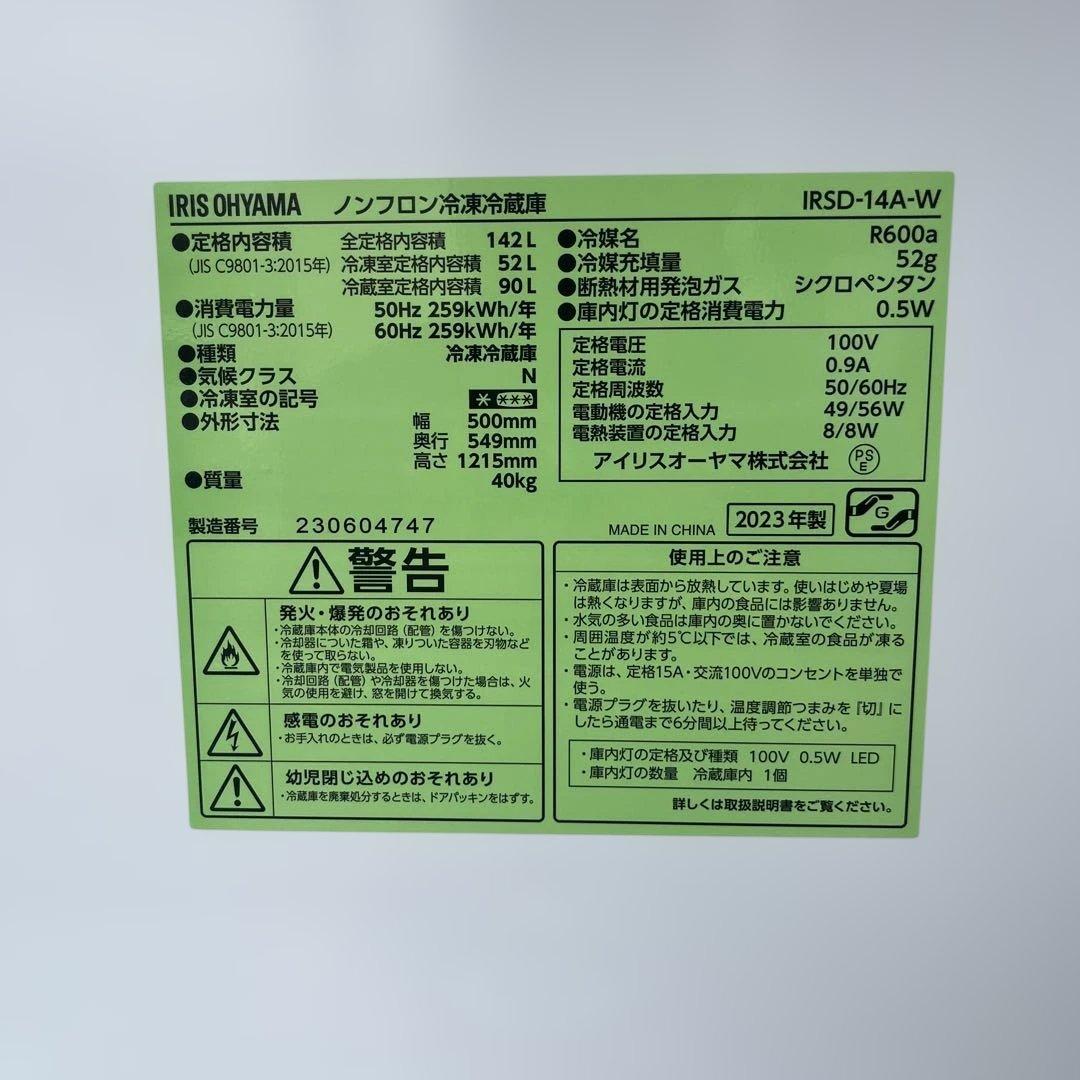 IRIS OHYAMA ノンフロン冷凍冷蔵庫 IRSD-14A-W
●定格内容積 全定格内容積 142L
(JIS C9801-3:2015年) 冷凍室定格内容積 52L
冷蔵室定格内容積 90L
●消費電力量 50Hz 259kWh/年
(JIS C9801-3:2015年) 60Hz 259kWh/年
●種類 冷凍冷蔵庫
●気候クラス N
●冷凍室の記号 * ***
●外形寸法 幅 500mm
奥行 549mm
高さ 1215mm
●質量 40kg
製造番号 230604747
●冷媒名 R600a
●冷媒充填量 52g
●断熱材用発泡ガス シクロペンタン
●庫内灯の定格消費電力 0.5W
定格電圧 100V
定格電流 0.9A
定格周波数 50/60Hz
電動機の定格入力 49/56W
電熱装置の定格入力 8/8W
アイリスオーヤマ株式会社 PSE
MADE IN CHINA 2023年製 G
警告
発火・爆発のおそれあり
・冷蔵庫本体の冷却回路(配管)を傷つけない。
・冷却器についた霜や、凍りついた容器を刃物など
を使って取らない。
・冷蔵庫内で電気製品を使用しない。
・冷却回路(配管)や冷却器を傷つけた場合は、火
気の使用を避け、窓を開けて換気する。
感電のおそれあり
・お手入れのときは、必ず電源プラグを抜く。
幼児閉じ込めのおそれあり
・冷蔵庫を廃棄処分するときは、ドアパッキンをはずす。
使用上のご注意
・冷蔵庫は表面から放熱しています。使いはじめや夏場
は熱くなりますが、庫内の食品には影響ありません。
・水気の多い食品は庫内の奥に置かないでください。
・周囲温度が約5℃以下では、冷蔵室の食品が凍る
ことがあります。
・電源は、定格15A・交流100Vのコンセントを単独で
使う。
・電源プラグを抜いたり、温度調節つまみを『切』に
したら通電まで6分間以上待ってください。
・庫内灯の定格及び種類 100V 0.5W LED
・庫内灯の数量 冷蔵庫内 1個
詳しくは取扱説明書をご覧ください。